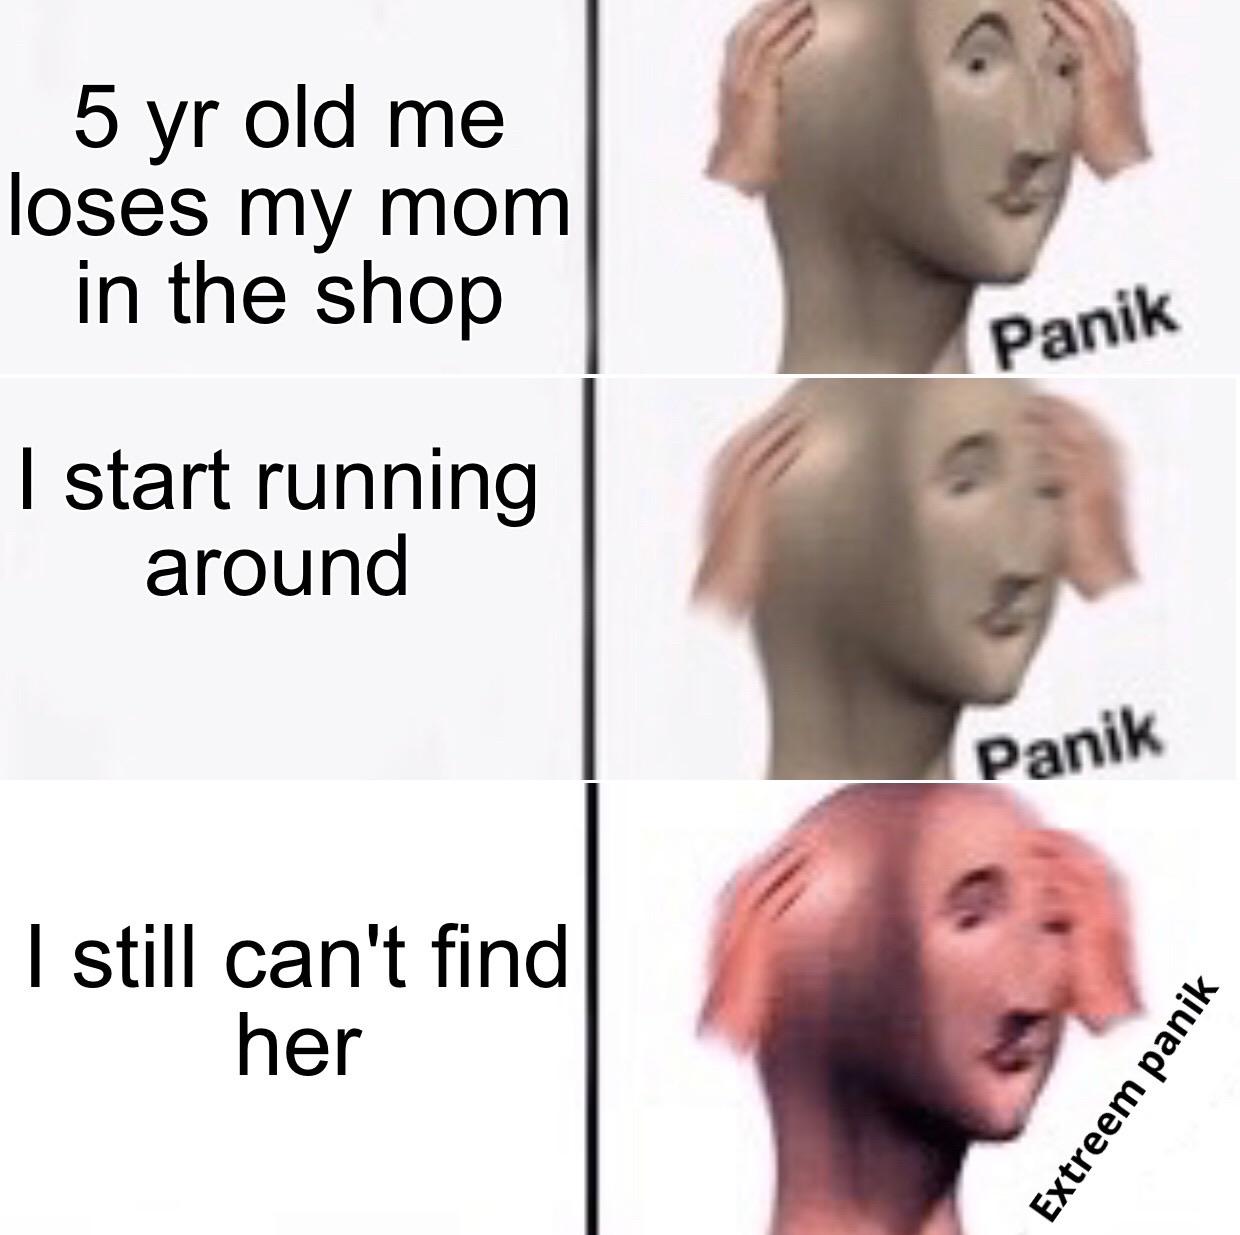 5 yr old me
loses my mom
in the shop
Panik
I start running
around
Panik
I still can't find
her
Extreem panik